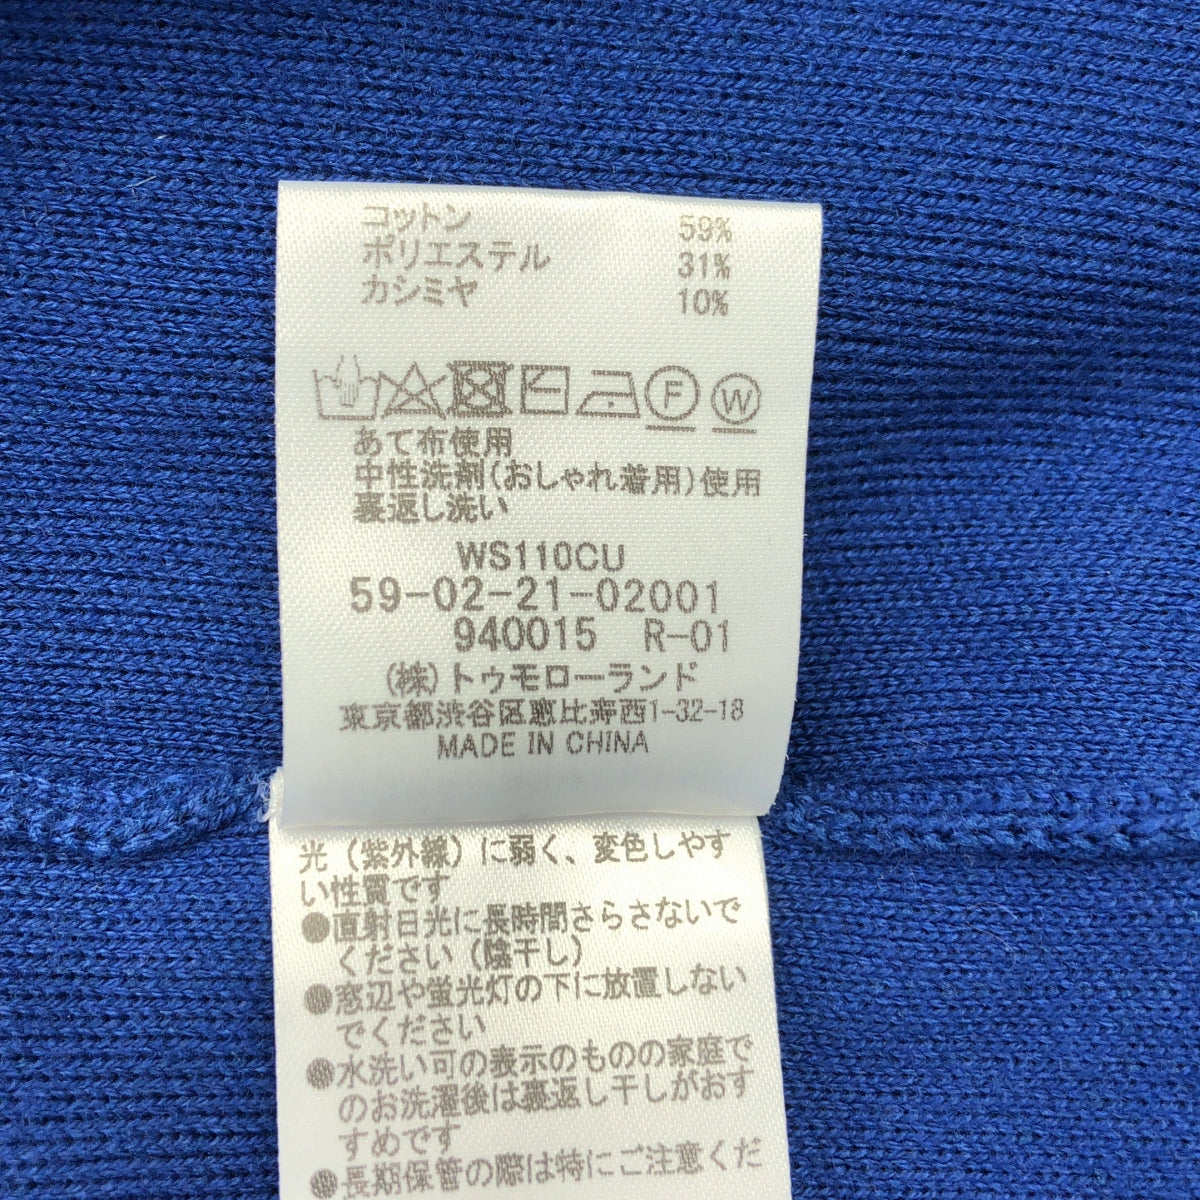 コットン 59%
ポリエステル 31%
カシミヤ 10%
F W
あて布使用
中性洗剤(おしゃれ着用)使用
裏返し洗い
WS110CU
59-02-21-02001
940015 R-01
(株)トゥモローランド
東京都渋谷区恵比寿西1-32-18
MADE IN CHINA
光(紫外線)に弱く、変色しやす
い性質です
●直射日光に長時間さらさないで
ください(陰干し)
●窓辺や蛍光灯の下に放置しない
でください
●水洗い可の表示のものの家庭で
のお洗濯後は裏返し干しがおす
すめです
●長期保管の際は特にご注意くだ